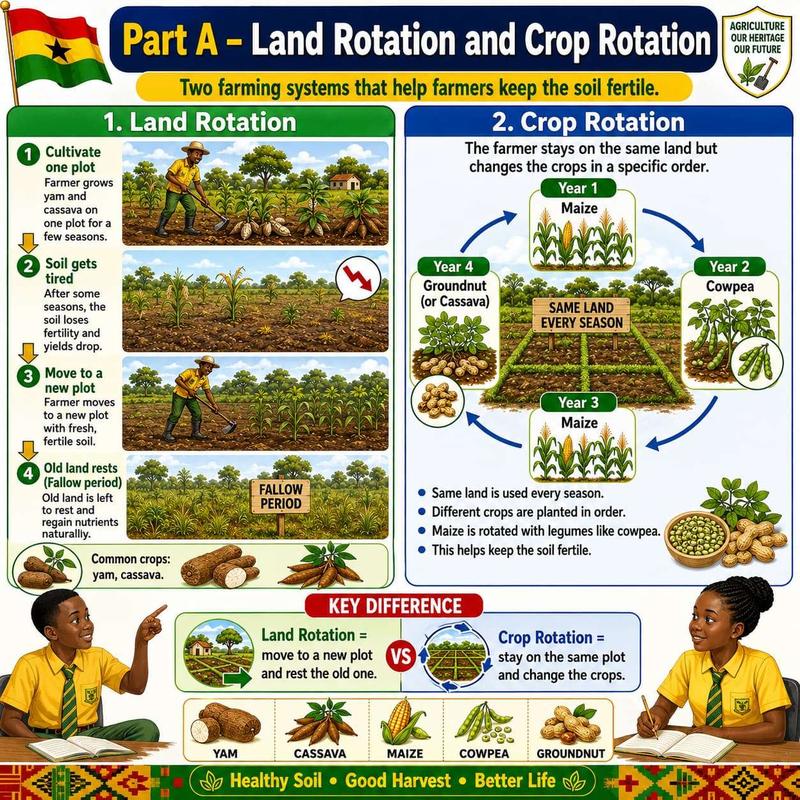 Part A – Land Rotation and Crop Rotation
AGRICULTURE
OUR HERITAGE
OUR FUTURE
Two farming systems that help farmers keep the soil fertile.
1. Land Rotation
1
Cultivate
one plot
Farmer grows
yam and
cassava on
one plot for a
few seasons.
2
Soil gets
tired
After some
seasons, the
soil loses
fertility and
yields drop.
3
Move to a
new plot
Farmer moves
to a new plot
with fresh,
fertile soil.
4
Old land rests
(Fallow period)
Old land is left
to rest and
regain nutrients
naturallly.
FALLOW
PERIOD
Common crops:
yam, cassava.
2. Crop Rotation
The farmer stays on the same land but
changes the crops in a specific order.
Year 1
Maize
Year 2
Cowpea
Year 3
Maize
Year 4
Groundnut
(or Cassava)
SAME LAND
EVERY SEASON
• Same land is used every season.
• Different crops are planted in order.
• Maize is rotated with legumes like cowpea.
• This helps keep the soil fertile.
KEY DIFFERENCE
Land Rotation =
move to a new plot
and rest the old one.
VS
Crop Rotation =
stay on the same plot
and change the crops.
YAM
CASSAVA
MAIZE
COWPEA
GROUNDNUT
Healthy Soil • Good Harvest • Better Life